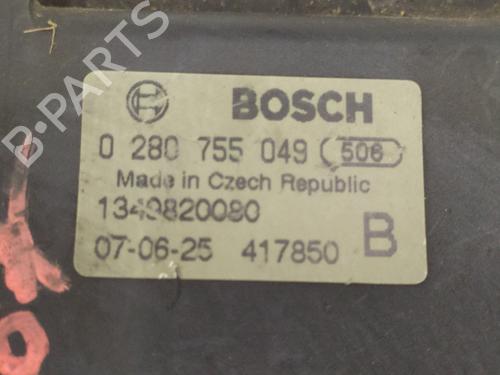 B-PARTS
BOSCH
0 280 755 049 506
Made in Czech Republic
1349820080
07-06-25 417850 B